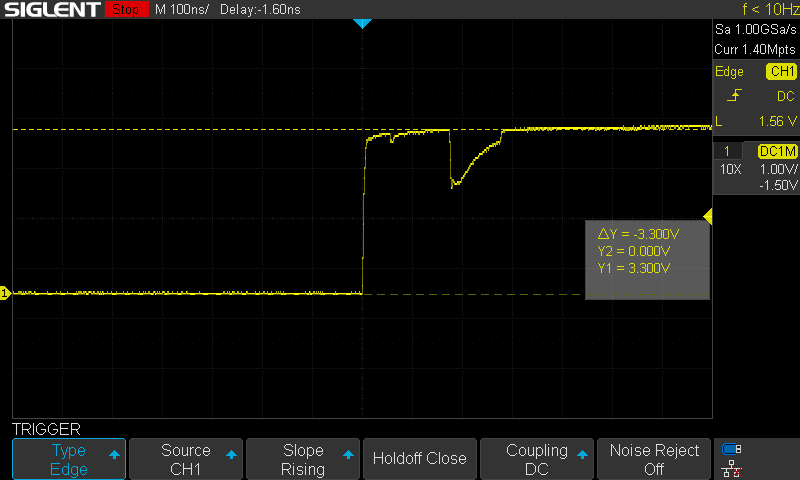 SIGLENT Stop M 100ns/ Delay:-1.60ns f < 10Hz
Sa 1.00GSa/s
Curr 1.40Mpts
Edge CH1
DC
L 1.56 V
1 DC1M
10X 1.00V/
-1.50V
1
△Y = -3.300V
Y2 = 0.000V
Y1 = 3.300V
TRIGGER
Type
Edge
Source
CH1
Slope
Rising
Holdoff Close
Coupling
DC
Noise Reject
Off